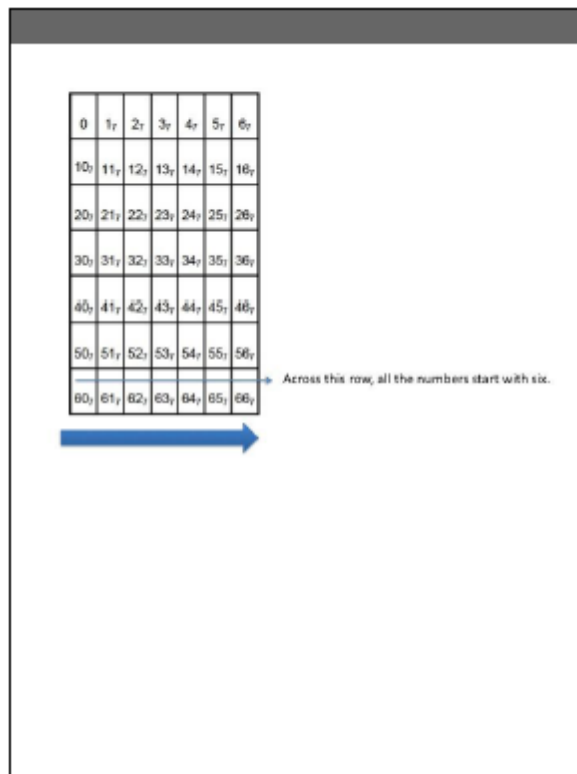 0 1₇ 2₇ 3₇ 4₇ 5₇ 6₇
10₇ 11₇ 12₇ 13₇ 14₇ 15₇ 16₇
20₇ 21₇ 22₇ 23₇ 24₇ 25₇ 26₇
30₇ 31₇ 32₇ 33₇ 34₇ 35₇ 36₇
40₇ 41₇ 42₇ 43₇ 44₇ 45₇ 46₇
50₇ 51₇ 52₇ 53₇ 54₇ 55₇ 56₇
Across this row, all the numbers start with six.
60₇ 61₇ 62₇ 63₇ 64₇ 65₇ 66₇